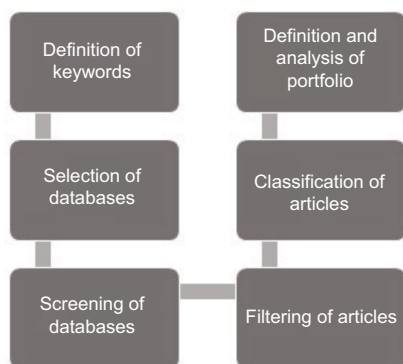 Definition of
keywords
Selection of
databases
Screening of
databases
Filtering of articles
Classification of
articles
Definition and
analysis of
portfolio